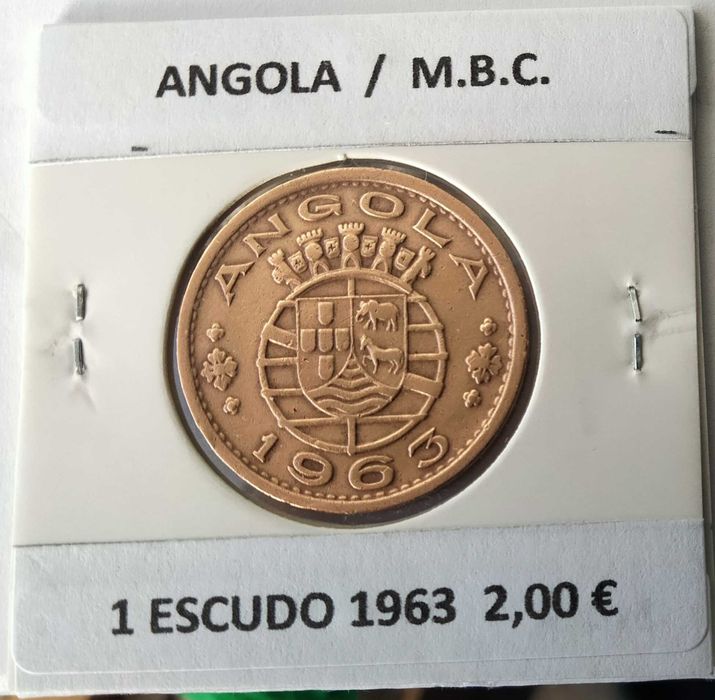 ANGOLA / M.B.C.
ANGOLA
1963
1 ESCUDO 1963 2,00 €